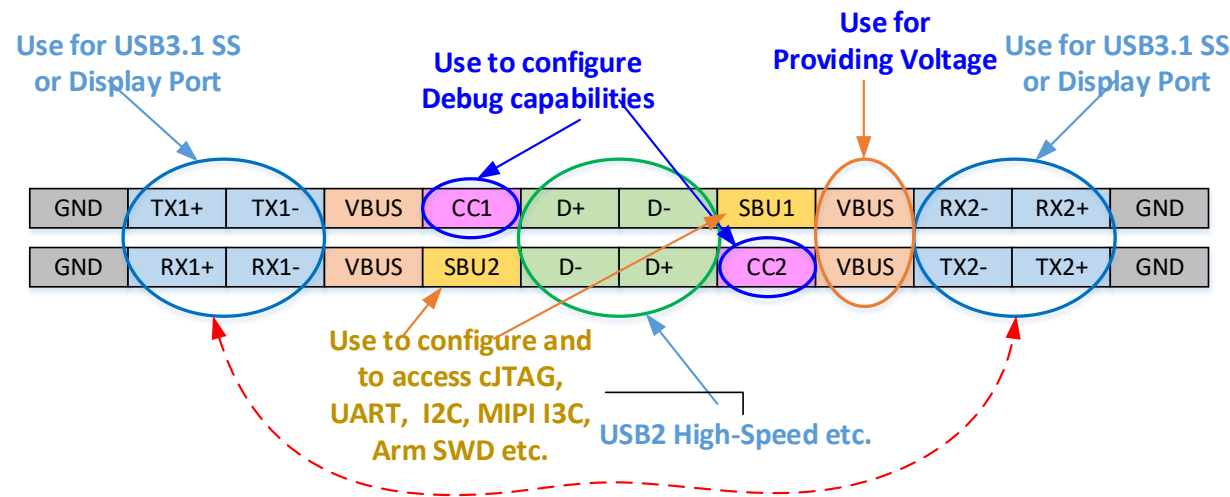 Use for USB3.1 SS
or Display Port
Use to configure
Debug capabilities
Use for
Providing Voltage
Use for USB3.1 SS
or Display Port
GND TX1+ TX1- VBUS CC1 D+ D- SBU1 VBUS RX2- RX2+ GND
GND RX1+ RX1- VBUS SBU2 D- D+ CC2 VBUS TX2- TX2+ GND
Use to configure and
to access cJTAG,
UART, I2C, MIPI I3C,
Arm SWD etc.
USB2 High-Speed etc.